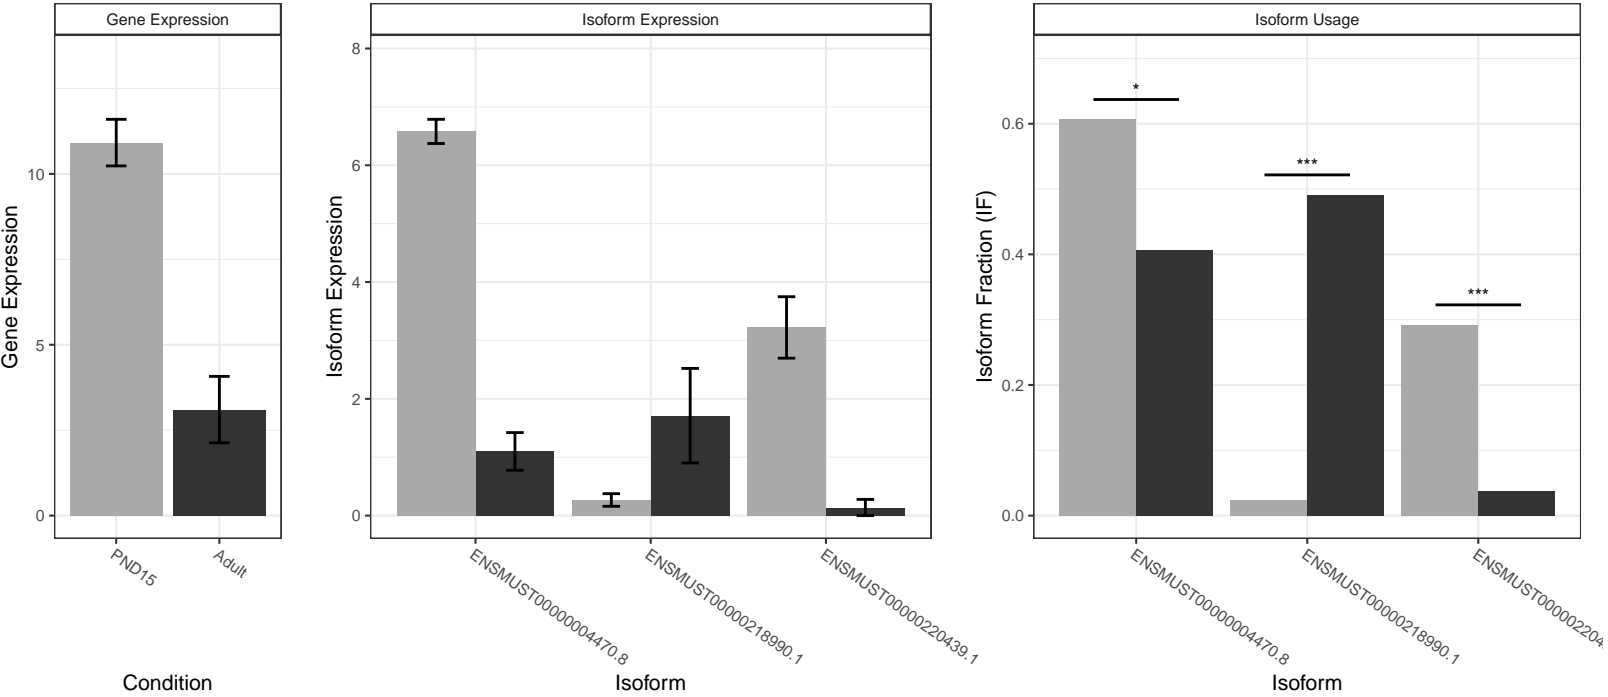 Gene Expression
Gene Expression
10
5
0
PND15
Adult
Condition
Isoform Expression
Isoform Expression
8
6
4
2
0
ENSMUST00000004470.8
ENSMUST00000218990.1
ENSMUST00000220439.1
Isoform
Isoform Usage
Isoform Fraction (IF)
0.6
0.4
0.2
0.0
*
***
***
ENSMUST00000004470.8
ENSMUST00000218990.1
ENSMUST000002204
Isoform